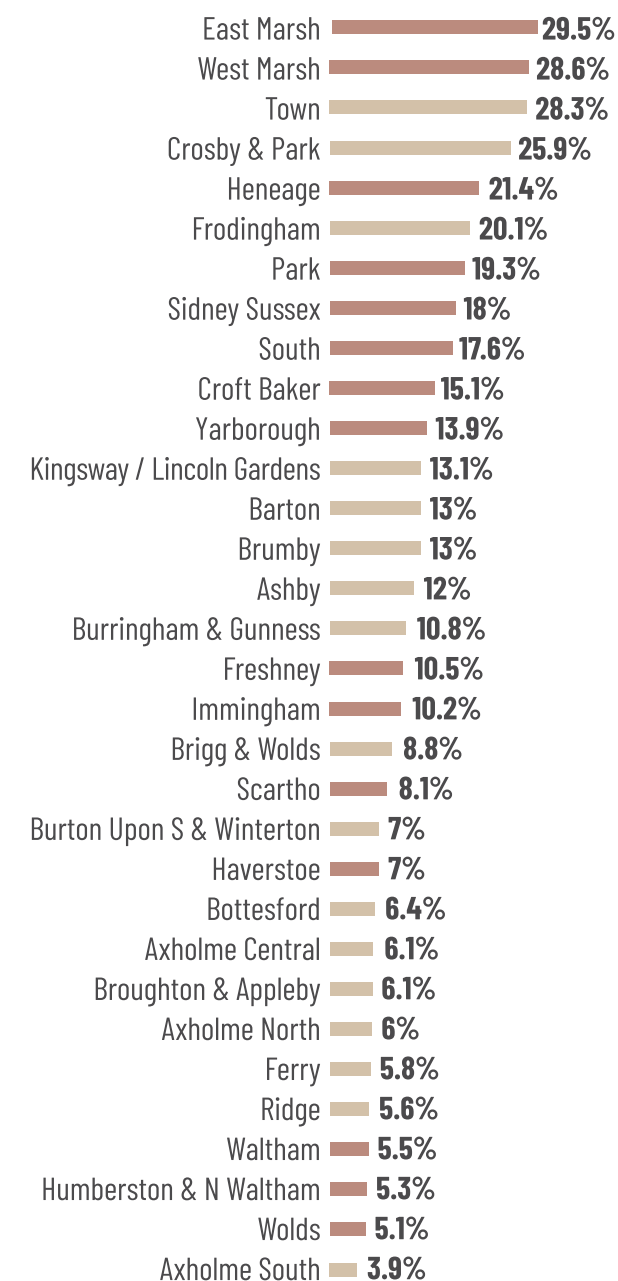 East Marsh 29.5%
West Marsh 28.6%
Town 28.3%
Crosby & Park 25.9%
Heneage 21.4%
Frodingham 20.1%
Park 19.3%
Sidney Sussex 18%
South 17.6%
Croft Baker 15.1%
Yarborough 13.9%
Kingsway / Lincoln Gardens 13.1%
Barton 13%
Brumby 13%
Ashby 12%
Burringham & Gunness 10.8%
Freshney 10.5%
Immingham 10.2%
Brigg & Wolds 8.8%
Scartho 8.1%
Burton Upon S & Winterton 7%
Haverstoe 7%
Bottesford 6.4%
Axholme Central 6.1%
Broughton & Appleby 6.1%
Axholme North 6%
Ferry 5.8%
Ridge 5.6%
Waltham 5.5%
Humberston & N Waltham 5.3%
Wolds 5.1%
Axholme South 3.9%